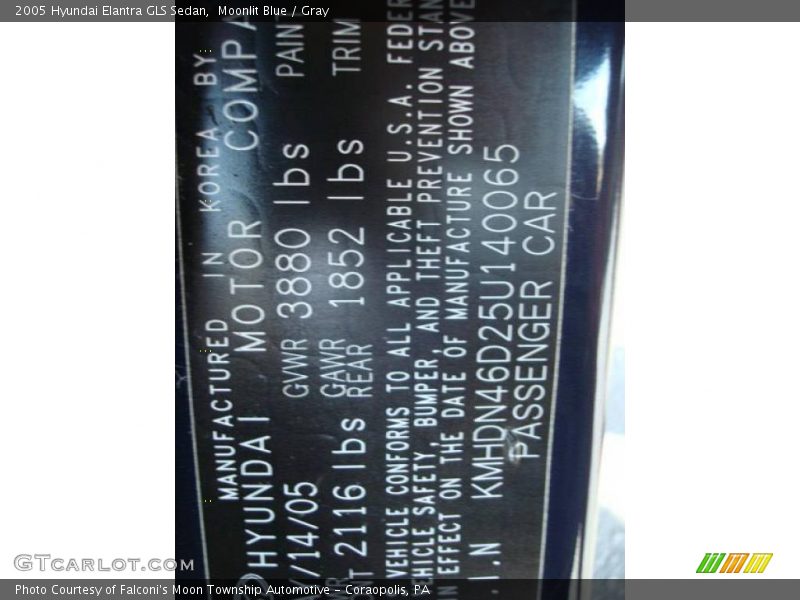 2005 Hyundai Elantra GLS Sedan,  Moonlit Blue / Gray
MANUFACTURED IN KOREA BY
HYUNDAI MOTOR COMPA
/14/05 GVWR 3880 lbs PAIN
2116 lbs GAWR REAR 1852 lbs TRIM
VEHICLE CONFORMS TO ALL APPLICABLE U.S.A. FEDER
EHICLE SAFETY, BUMPER, AND THEFT PREVENTION STAN
N EFFECT ON THE DATE OF MANUFACTURE SHOWN ABOVE
.I.N KMHDN46D25U140065
PASSENGER CAR
GTCARLOT.COM
Photo Courtesy of Falconi's Moon Township Automotive - Coraopolis, PA